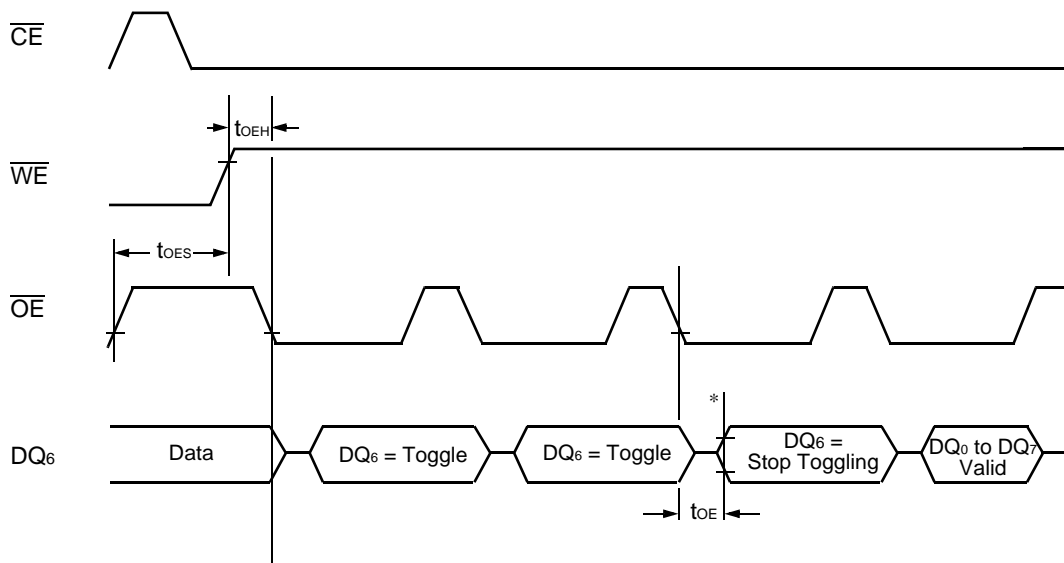 CE
tOEH
WE
tOES
OE
*
DQ6
Data
DQ6 = Toggle
DQ6 = Toggle
DQ6 =
Stop Toggling
DQ0 to DQ7
Valid
tOE